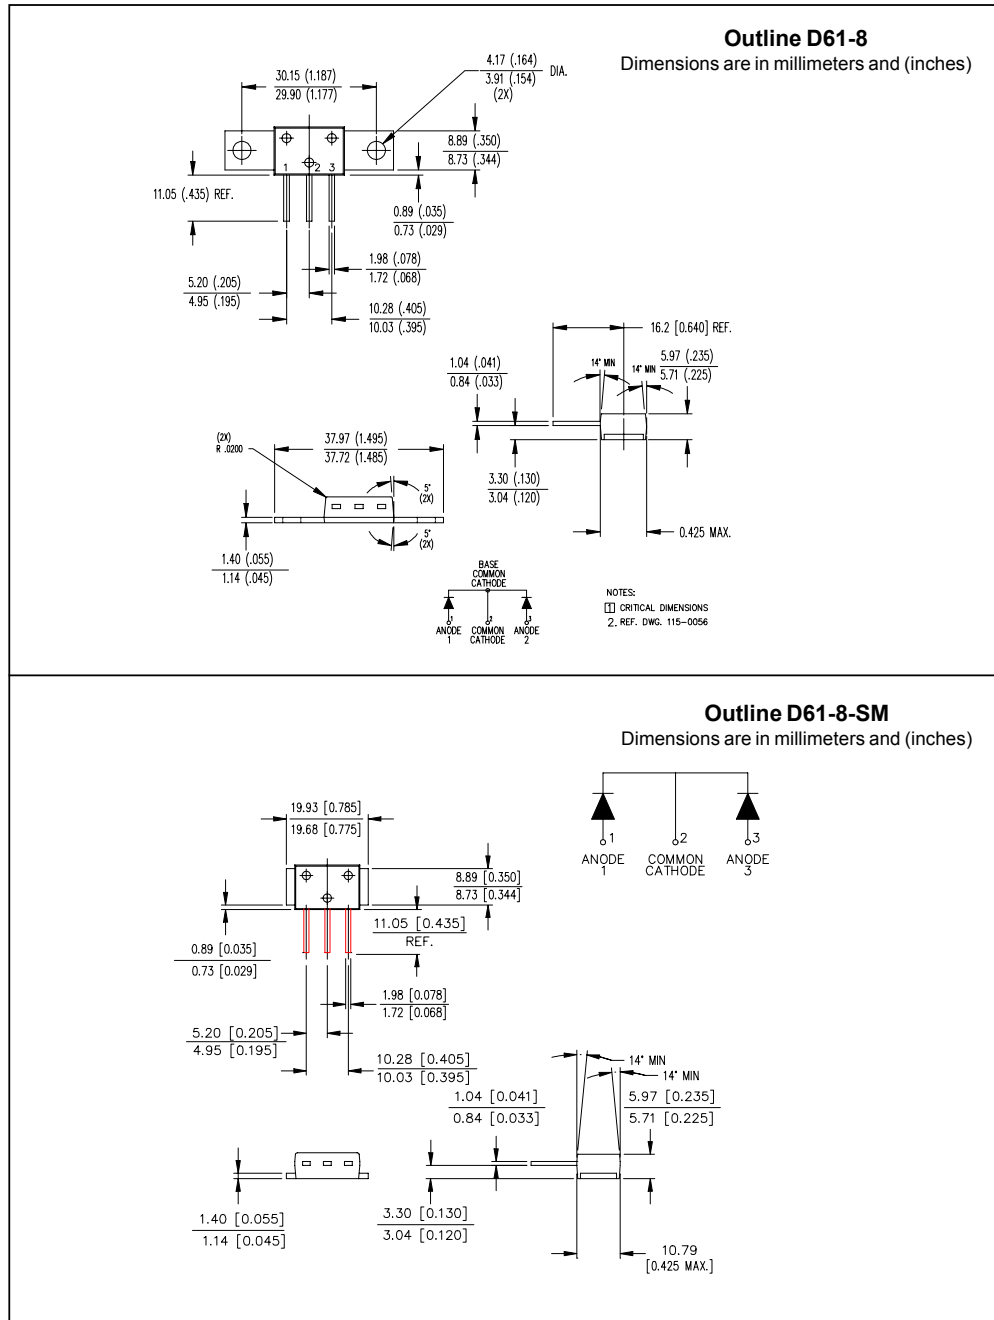 Outline D61-8
Dimensions are in millimeters and (inches)
30.15 (1.187)
29.90 (1.177)
4.17 (.164)
3.91 (.154)
DIA.
(2X)
8.89 (.350)
8.73 (.344)
1 2 3
11.05 (.435) REF.
0.89 (.035)
0.73 (.029)
1.98 (.078)
1.72 (.068)
5.20 (.205)
4.95 (.195)
10.28 (.405)
10.03 (.395)
16.2 [0.640] REF.
1.04 (.041)
0.84 (.033)
14° MIN
14° MIN
5.97 (.235)
5.71 (.225)
3.30 (.130)
3.04 (.120)
0.425 MAX.
(2X)
R .0200
37.97 (1.495)
37.72 (1.485)
5°
(2X)
5°
(2X)
1.40 (.055)
1.14 (.045)
BASE
COMMON
CATHODE
1 2 3
ANODE COMMON ANODE
1 CATHODE 2
NOTES:
1 CRITICAL DIMENSIONS
2. REF. DWG. 115-0056
Outline D61-8-SM
Dimensions are in millimeters and (inches)
19.93 [0.785]
19.68 [0.775]
1 2 3
ANODE COMMON ANODE
1 CATHODE 3
8.89 [0.350]
8.73 [0.344]
11.05 [0.435]
REF.
0.89 [0.035]
0.73 [0.029]
1.98 [0.078]
1.72 [0.068]
5.20 [0.205]
4.95 [0.195]
10.28 [0.405]
10.03 [0.395]
14° MIN
14° MIN
1.04 [0.041]
0.84 [0.033]
5.97 [0.235]
5.71 [0.225]
1.40 [0.055]
1.14 [0.045]
3.30 [0.130]
3.04 [0.120]
10.79
[0.425 MAX.]